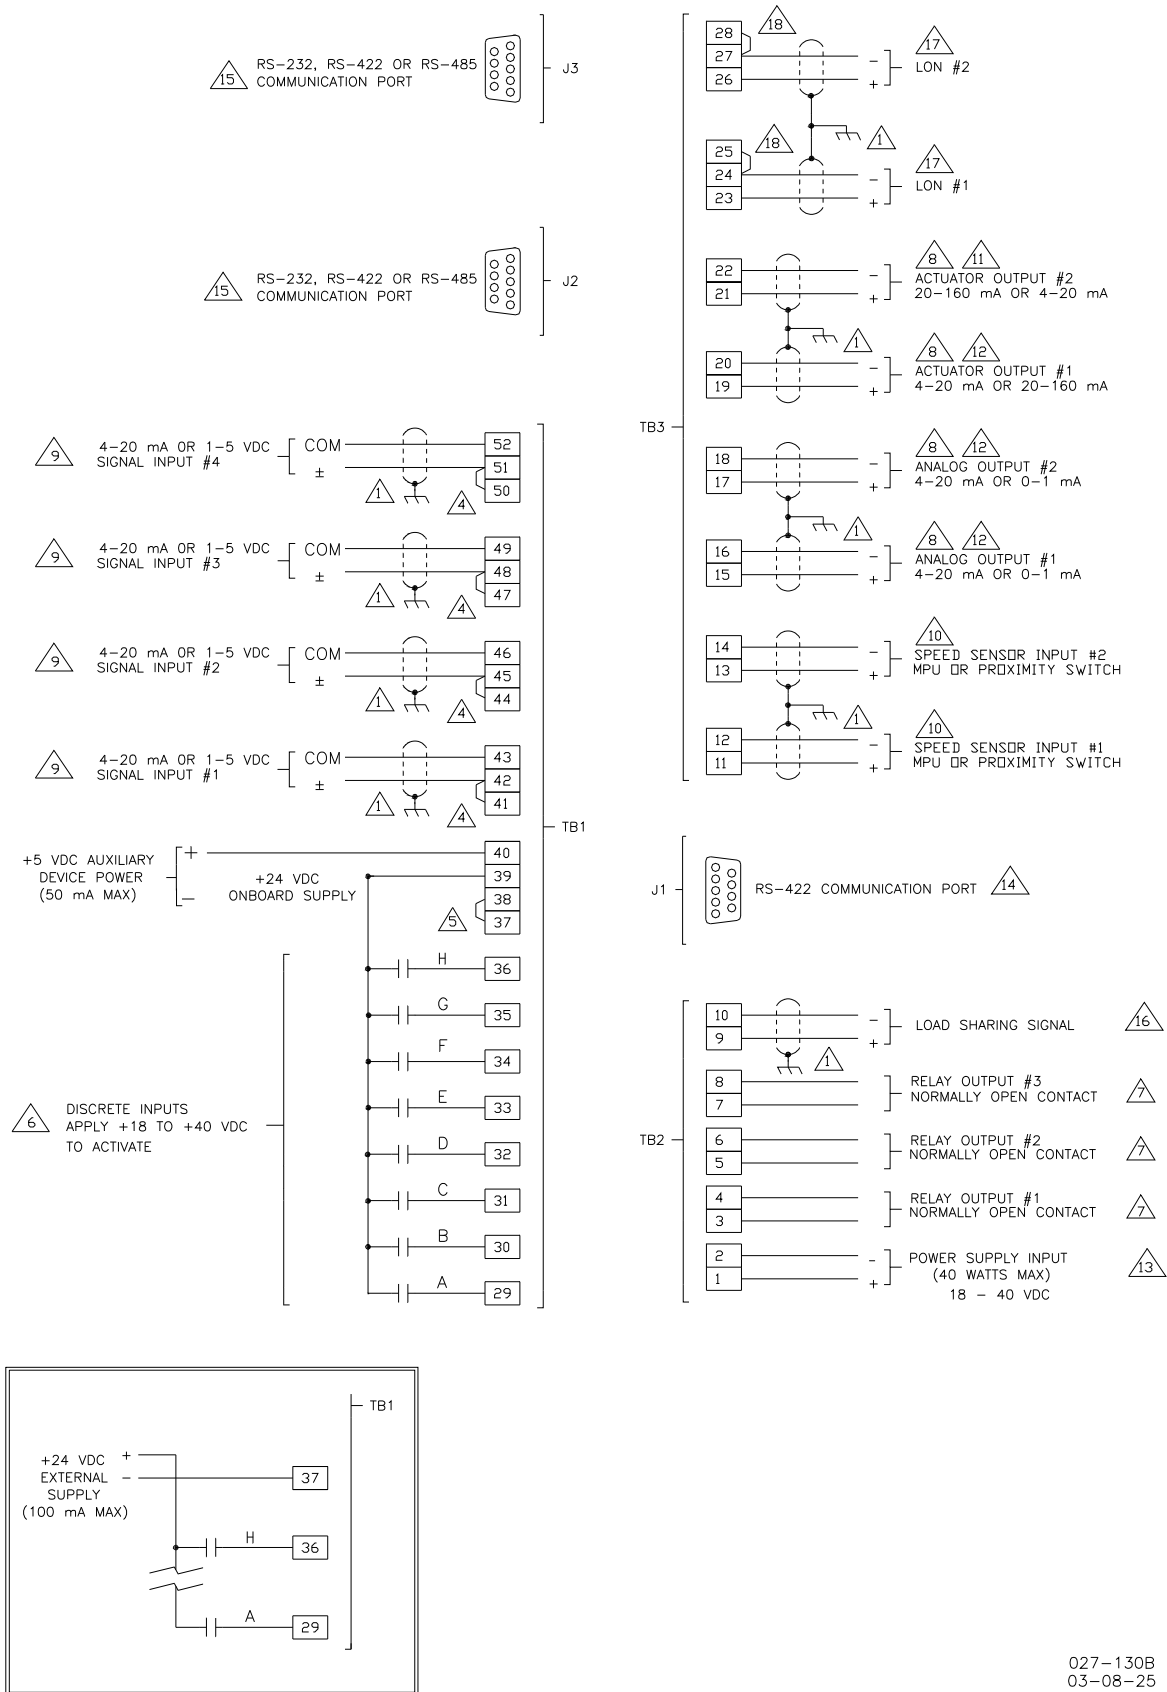 15
RS-232, RS-422 OR RS-485
COMMUNICATION PORT
J3
15
RS-232, RS-422 OR RS-485
COMMUNICATION PORT
J2
9
4-20 mA OR 1-5 VDC
SIGNAL INPUT #4
COM
±
1
4
52
51
50
9
4-20 mA OR 1-5 VDC
SIGNAL INPUT #3
COM
±
1
4
49
48
47
9
4-20 mA OR 1-5 VDC
SIGNAL INPUT #2
COM
±
1
4
46
45
44
9
4-20 mA OR 1-5 VDC
SIGNAL INPUT #1
COM
±
1
4
43
42
41
TB1
+5 VDC AUXILIARY
DEVICE POWER
(50 mA MAX)
+
-
+24 VDC
ONBOARD SUPPLY
5
40
39
38
37
6
DISCRETE INPUTS
APPLY +18 TO +40 VDC
TO ACTIVATE
H
36
G
35
F
34
E
33
D
32
C
31
B
30
A
29
28
27
26
18
-
+
17
LON #2
1
25
24
23
18
-
+
17
LON #1
22
21
-
+
8
11
ACTUATOR OUTPUT #2
20-160 mA OR 4-20 mA
1
20
19
-
+
8
12
ACTUATOR OUTPUT #1
4-20 mA OR 20-160 mA
TB3
18
17
-
+
8
12
ANALOG OUTPUT #2
4-20 mA OR 0-1 mA
1
16
15
-
+
8
12
ANALOG OUTPUT #1
4-20 mA OR 0-1 mA
14
13
-
+
10
SPEED SENSOR INPUT #2
MPU OR PROXIMITY SWITCH
1
12
11
-
+
10
SPEED SENSOR INPUT #1
MPU OR PROXIMITY SWITCH
J1
RS-422 COMMUNICATION PORT
14
TB2
10
9
-
+
LOAD SHARING SIGNAL
16
1
8
7
RELAY OUTPUT #3
NORMALLY OPEN CONTACT
7
6
5
RELAY OUTPUT #2
NORMALLY OPEN CONTACT
7
4
3
RELAY OUTPUT #1
NORMALLY OPEN CONTACT
7
2
1
-
+
POWER SUPPLY INPUT
(40 WATTS MAX)
18 - 40 VDC
13
TB1
+24 VDC
EXTERNAL
SUPPLY
(100 mA MAX)
+
-
37
H
36
A
29
027-130B
03-08-25